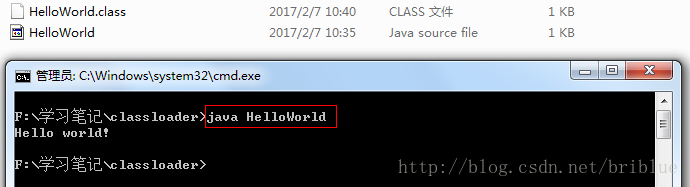 HelloWorld.class 2017/2/7 10:40 CLASS 文件 1 KB
HelloWorld 2017/2/7 10:35 Java source file 1 KB
管理员: C:\Windows\system32\cmd.exe
F:\学习笔记\classloader>java HelloWorld
Hello world!
F:\学习笔记\classloader>
http://blog.csdn.net/briblue